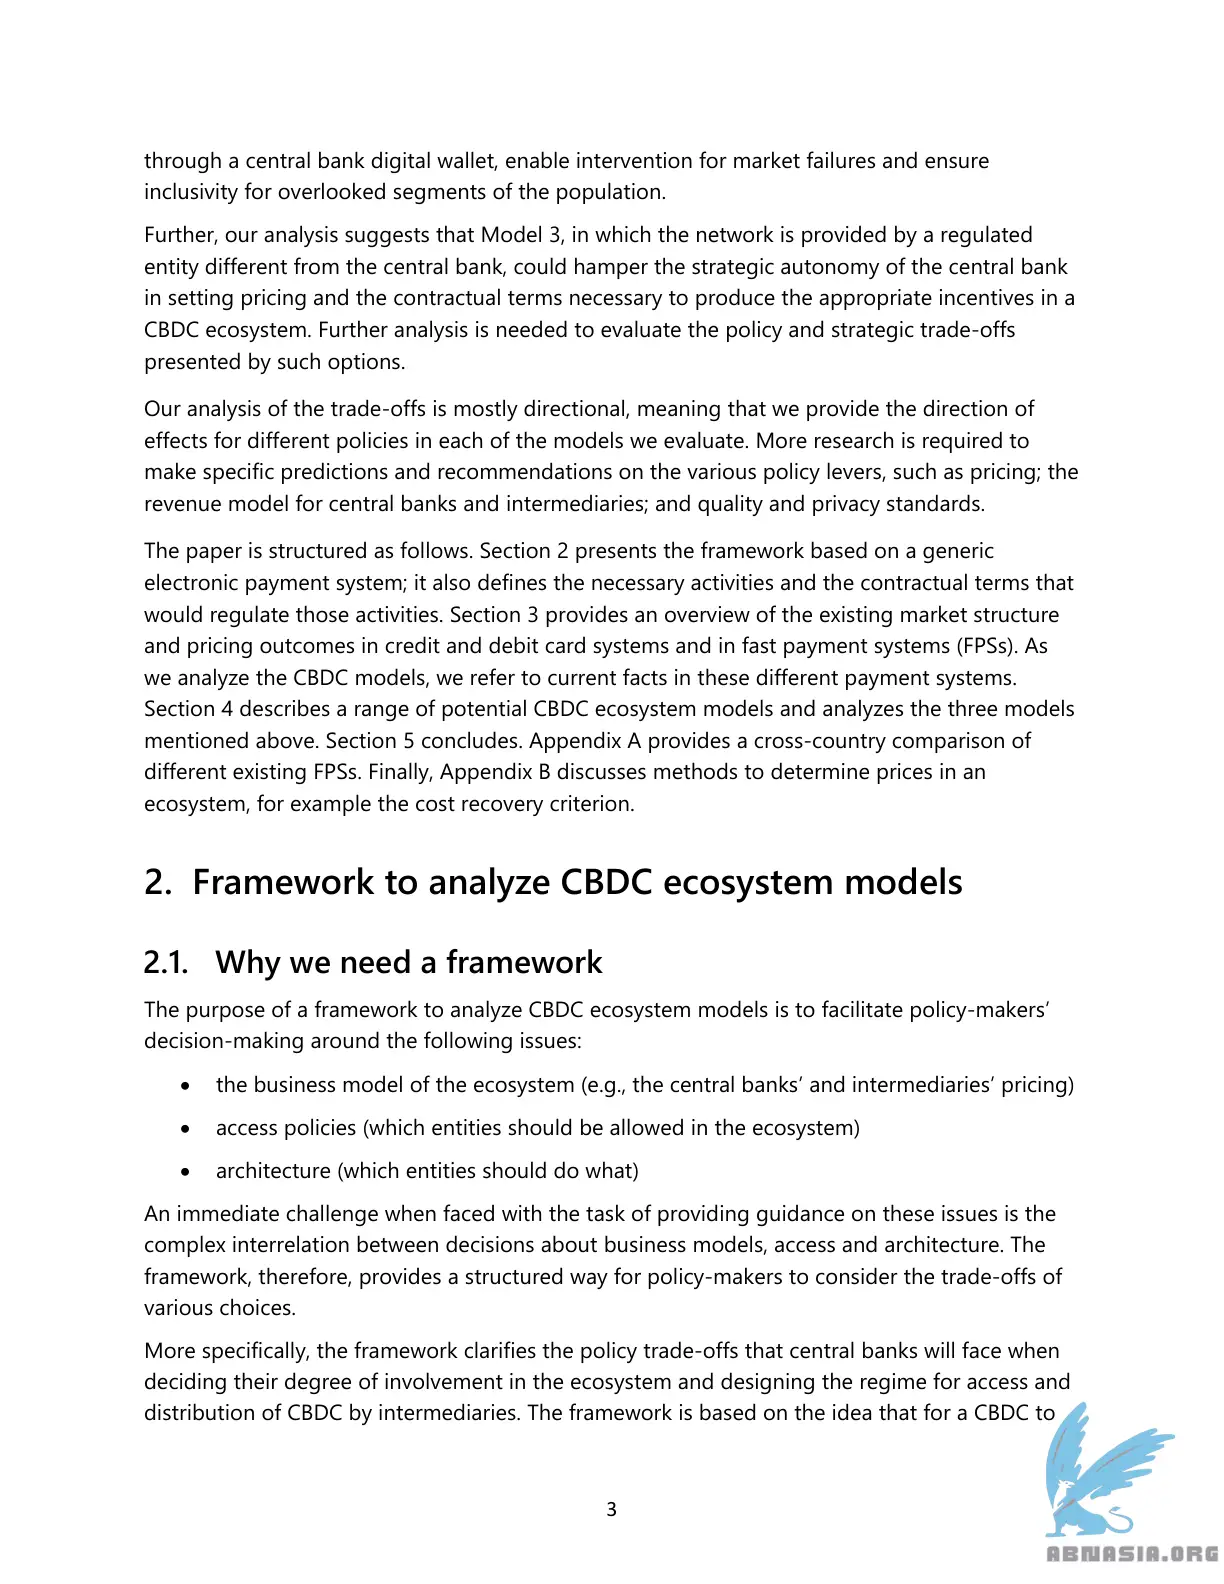 through a central bank digital wallet, enable intervention for market failures and ensure
inclusivity for overlooked segments of the population.
Further, our analysis suggests that Model 3, in which the network is provided by a regulated
entity different from the central bank, could hamper the strategic autonomy of the central bank
in setting pricing and the contractual terms necessary to produce the appropriate incentives in a
CBDC ecosystem. Further analysis is needed to evaluate the policy and strategic trade-offs
presented by such options.
Our analysis of the trade-offs is mostly directional, meaning that we provide the direction of
effects for different policies in each of the models we evaluate. More research is required to
make specific predictions and recommendations on the various policy levers, such as pricing; the
revenue model for central banks and intermediaries; and quality and privacy standards.
The paper is structured as follows. Section 2 presents the framework based on a generic
electronic payment system; it also defines the necessary activities and the contractual terms that
would regulate those activities. Section 3 provides an overview of the existing market structure
and pricing outcomes in credit and debit card systems and in fast payment systems (FPSs). As
we analyze the CBDC models, we refer to current facts in these different payment systems.
Section 4 describes a range of potential CBDC ecosystem models and analyzes the three models
mentioned above. Section 5 concludes. Appendix A provides a cross-country comparison of
different existing FPSs. Finally, Appendix B discusses methods to determine prices in an
ecosystem, for example the cost recovery criterion.
2. Framework to analyze CBDC ecosystem models
2.1. Why we need a framework
The purpose of a framework to analyze CBDC ecosystem models is to facilitate policy-makers’
decision-making around the following issues:
• the business model of the ecosystem (e.g., the central banks’ and intermediaries’ pricing)
• access policies (which entities should be allowed in the ecosystem)
• architecture (which entities should do what)
An immediate challenge when faced with the task of providing guidance on these issues is the
complex interrelation between decisions about business models, access and architecture. The
framework, therefore, provides a structured way for policy-makers to consider the trade-offs of
various choices.
More specifically, the framework clarifies the policy trade-offs that central banks will face when
deciding their degree of involvement in the ecosystem and designing the regime for access and
distribution of CBDC by intermediaries. The framework is based on the idea that for a CBDC to
3
ABNASIA.ORG